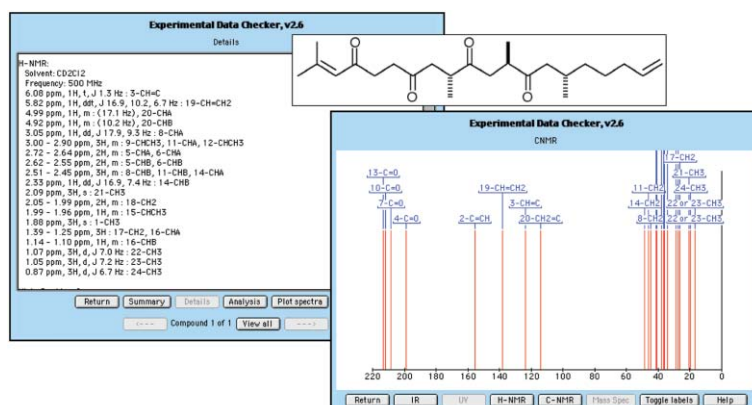 Experimental Data Checker, v2.6
Details
H-NMR:
Solvent: CD2Cl2
Frequency: 500 MHz
6.08 ppm, 1H, t, J 1.3 Hz : 3-CH=C
5.82 ppm, 1H, ddt, J 16.9, 10.2, 6.7 Hz : 19-CH=CH2
4.99 ppm, 1H, m : (17.1 Hz), 20-CHA
4.92 ppm, 1H, m : (10.2 Hz), 20-CHB
3.05 ppm, 1H, dd, J 17.9, 9.3 Hz : 8-CHA
3.00 - 2.90 ppm, 3H, m : 9-CHCH3, 11-CHA, 12-CHCH3
2.72 - 2.64 ppm, 2H, m : 5-CHA, 6-CHA
2.62 - 2.55 ppm, 2H, m : 5-CHB, 6-CHB
2.51 - 2.45 ppm, 3H, m : 8-CHB, 11-CHB, 14-CHA
2.33 ppm, 1H, dd, J 16.9, 7.4 Hz : 14-CHB
2.09 ppm, 3H, s : 21-CH3
2.05 - 1.99 ppm, 2H, m : 18-CH2
1.99 - 1.96 ppm, 1H, m : 15-CHCH3
1.88 ppm, 3H, s : 1-CH3
1.39 - 1.25 ppm, 3H : 17-CH2, 16-CHA
1.14 - 1.10 ppm, 1H, m : 16-CHB
1.07 ppm, 3H, d, J 7.0 Hz : 22-CH3
1.05 ppm, 3H, d, J 7.2 Hz : 23-CH3
0.87 ppm, 3H, d, J 6.7 Hz : 24-CH3
Return Summary Details Analysis Plot spectra
<--- Compound 1 of 1 View all --->
O O O O
Experimental Data Checker, v2.6
CNMR
17-CH2
13-C=O 21-CH3
10-C=O 19-CH=CH2 11-CH2 24-CH3
7-C=O 3-CH=C 14-CH2 22 or 23-CH3
4-C=O 2-C=CH 20-CH2=C 8-CH2 22 or 23-CH3
220 200 180 160 140 120 100 80 60 40 20 0
Return IR UV H-NMR C-NMR Mass Spec Toggle labels Help